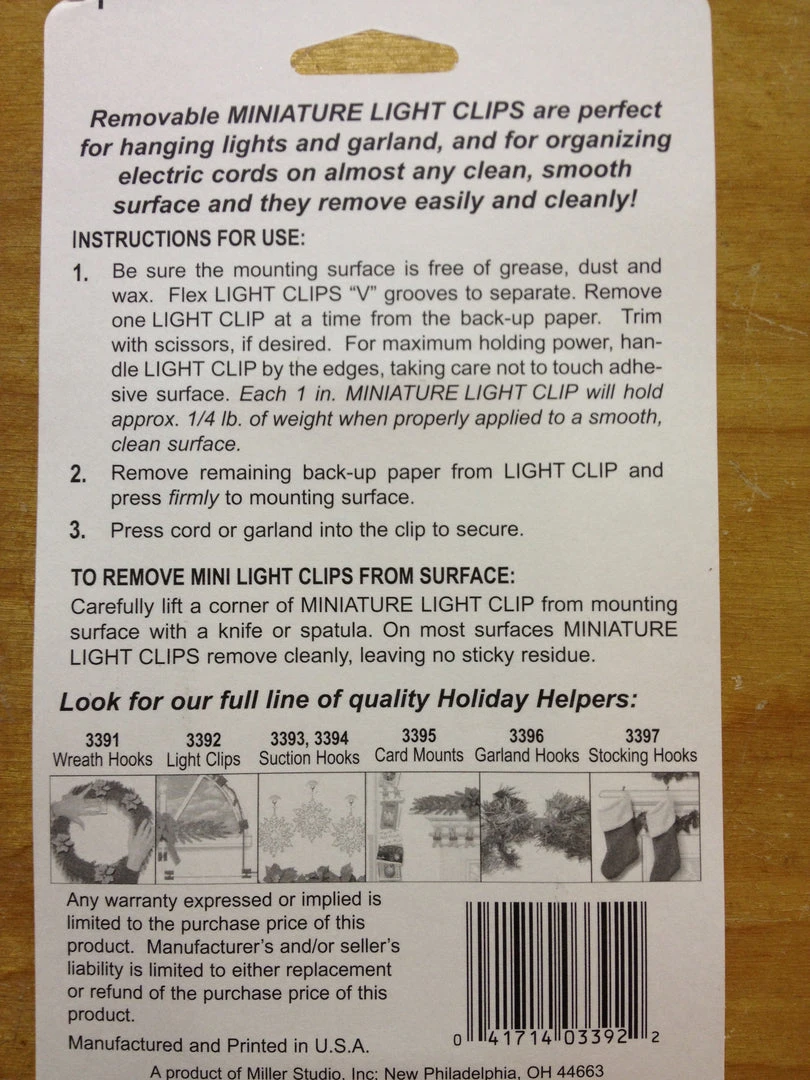 Removable MINIATURE LIGHT CLIPS are perfect
for hanging lights and garland, and for organizing
electric cords on almost any clean, smooth
surface and they remove easily and cleanly!
INSTRUCTIONS FOR USE:
1. Be sure the mounting surface is free of grease, dust and
wax. Flex LIGHT CLIPS “V” grooves to separate. Remove
one LIGHT CLIP at a time from the back-up paper. Trim
with scissors, if desired. For maximum holding power, han-
dle LIGHT CLIP by the edges, taking care not to touch adhe-
sive surface. Each 1 in. MINIATURE LIGHT CLIP will hold
approx. 1/4 lb. of weight when properly applied to a smooth,
clean surface.
2. Remove remaining back-up paper from LIGHT CLIP and
press firmly to mounting surface.
3. Press cord or garland into the clip to secure.
TO REMOVE MINI LIGHT CLIPS FROM SURFACE:
Carefully lift a corner of MINIATURE LIGHT CLIP from mounting
surface with a knife or spatula. On most surfaces MINIATURE
LIGHT CLIPS remove cleanly, leaving no sticky residue.
Look for our full line of quality Holiday Helpers:
3391 3392 3393, 3394 3395 3396 3397
Wreath Hooks Light Clips Suction Hooks Card Mounts Garland Hooks Stocking Hooks
Any warranty expressed or implied is
limited to the purchase price of this
product. Manufacturer’s and/or seller’s
liability is limited to either replacement
or refund of the purchase price of this
product.
Manufactured and Printed in U.S.A.
0 41714 03392 2
A product of Miller Studio, Inc; New Philadelphia, OH 44663